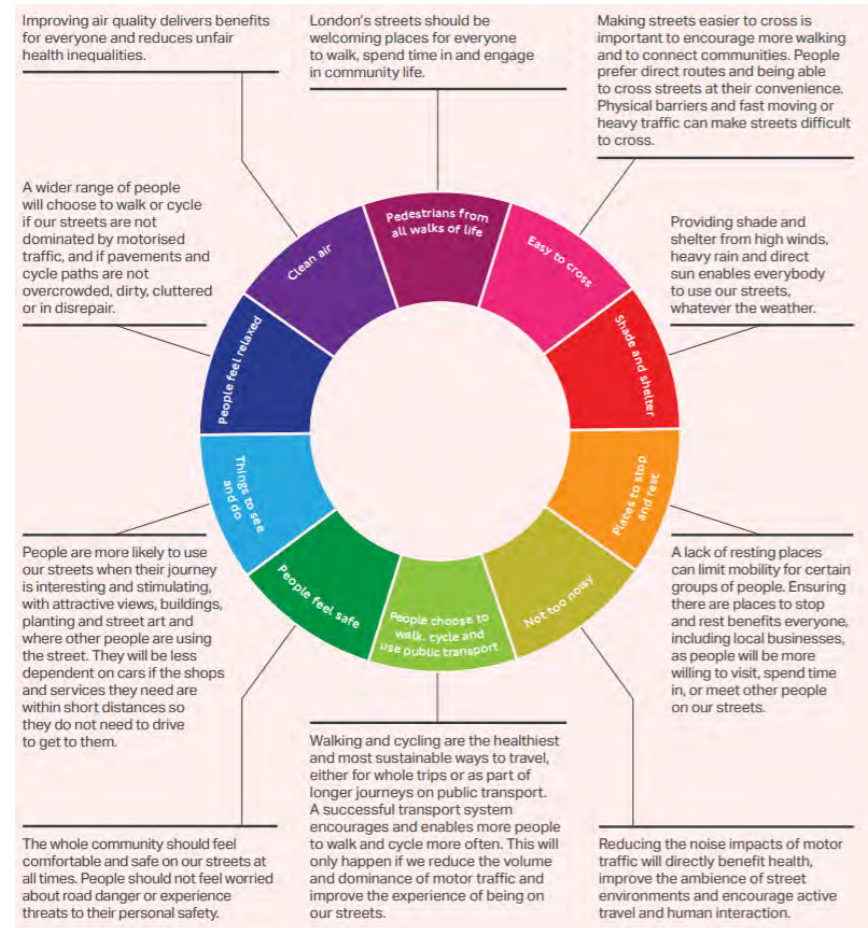 Improving air quality delivers benefits
for everyone and reduces unfair
health inequalities.
London’s streets should be
welcoming places for everyone
to walk, spend time in and engage
in community life.
Making streets easier to cross is
important to encourage more walking
and to connect communities. People
prefer direct routes and being able
to cross streets at their convenience.
Physical barriers and fast moving or
heavy traffic can make streets difficult
to cross.
A wider range of people
will choose to walk or cycle
if our streets are not
dominated by motorised
traffic, and if pavements and
cycle paths are not
overcrowded, dirty, cluttered
or in disrepair.
Providing shade and
shelter from high winds,
heavy rain and direct
sun enables everybody
to use our streets,
whatever the weather.
Pedestrians from
all walks of life
Easy to cross
Shade and shelter
Places to stop
and rest
Not too noisy
People choose to
walk, cycle and
use public transport
People feel safe
Things to see
and do
People feel relaxed
Clean air
People are more likely to use
our streets when their journey
is interesting and stimulating,
with attractive views, buildings,
planting and street art and
where other people are using
the street. They will be less
dependent on cars if the shops
and services they need are
within short distances so
they do not need to drive
to get to them.
A lack of resting places
can limit mobility for certain
groups of people. Ensuring
there are places to stop
and rest benefits everyone,
including local businesses,
as people will be more
willing to visit, spend time
in, or meet other people
on our streets.
The whole community should feel
comfortable and safe on our streets at
all times. People should not feel worried
about road danger or experience
threats to their personal safety.
Walking and cycling are the healthiest
and most sustainable ways to travel,
either for whole trips or as part of
longer journeys on public transport.
A successful transport system
encourages and enables more people
to walk and cycle more often. This will
only happen if we reduce the volume
and dominance of motor traffic and
improve the experience of being on
our streets.
Reducing the noise impacts of motor
traffic will directly benefit health,
improve the ambience of street
environments and encourage active
travel and human interaction.